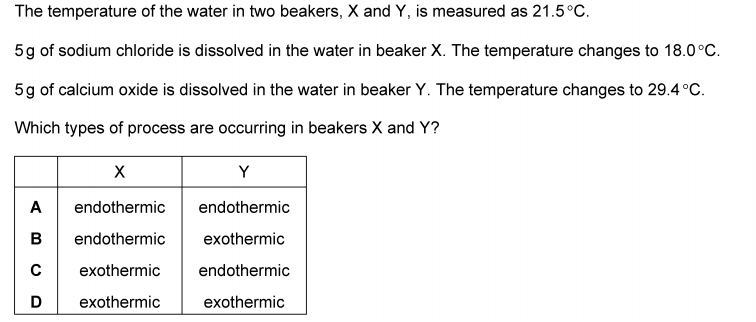 The temperature of the water in two beakers, X and Y, is measured as 21.5 °C.
5 g of sodium chloride is dissolved in the water in beaker X. The temperature changes to 18.0 °C.
5 g of calcium oxide is dissolved in the water in beaker Y. The temperature changes to 29.4 °C.
Which types of process are occurring in beakers X and Y?
X Y
A endothermic endothermic
B endothermic exothermic
C exothermic endothermic
D exothermic exothermic